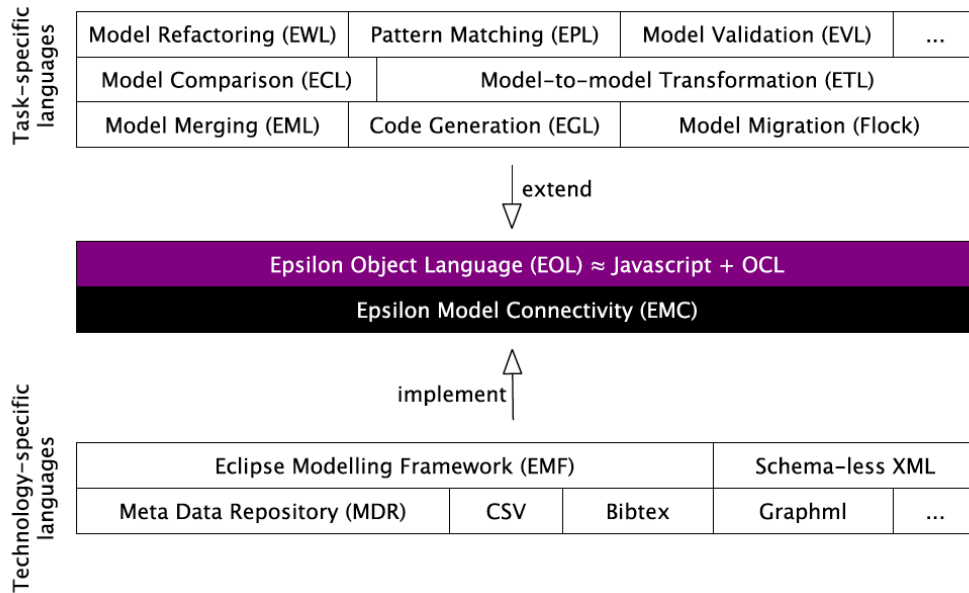 Task-specific
languages
Model Refactoring (EWL) Pattern Matching (EPL) Model Validation (EVL) ...
Model Comparison (ECL) Model-to-model Transformation (ETL)
Model Merging (EML) Code Generation (EGL) Model Migration (Flock)
extend
Epsilon Object Language (EOL) ≈ Javascript + OCL
Epsilon Model Connectivity (EMC)
implement
Technology-specific
languages
Eclipse Modelling Framework (EMF) Schema-less XML
Meta Data Repository (MDR) CSV Bibtex Graphml ...